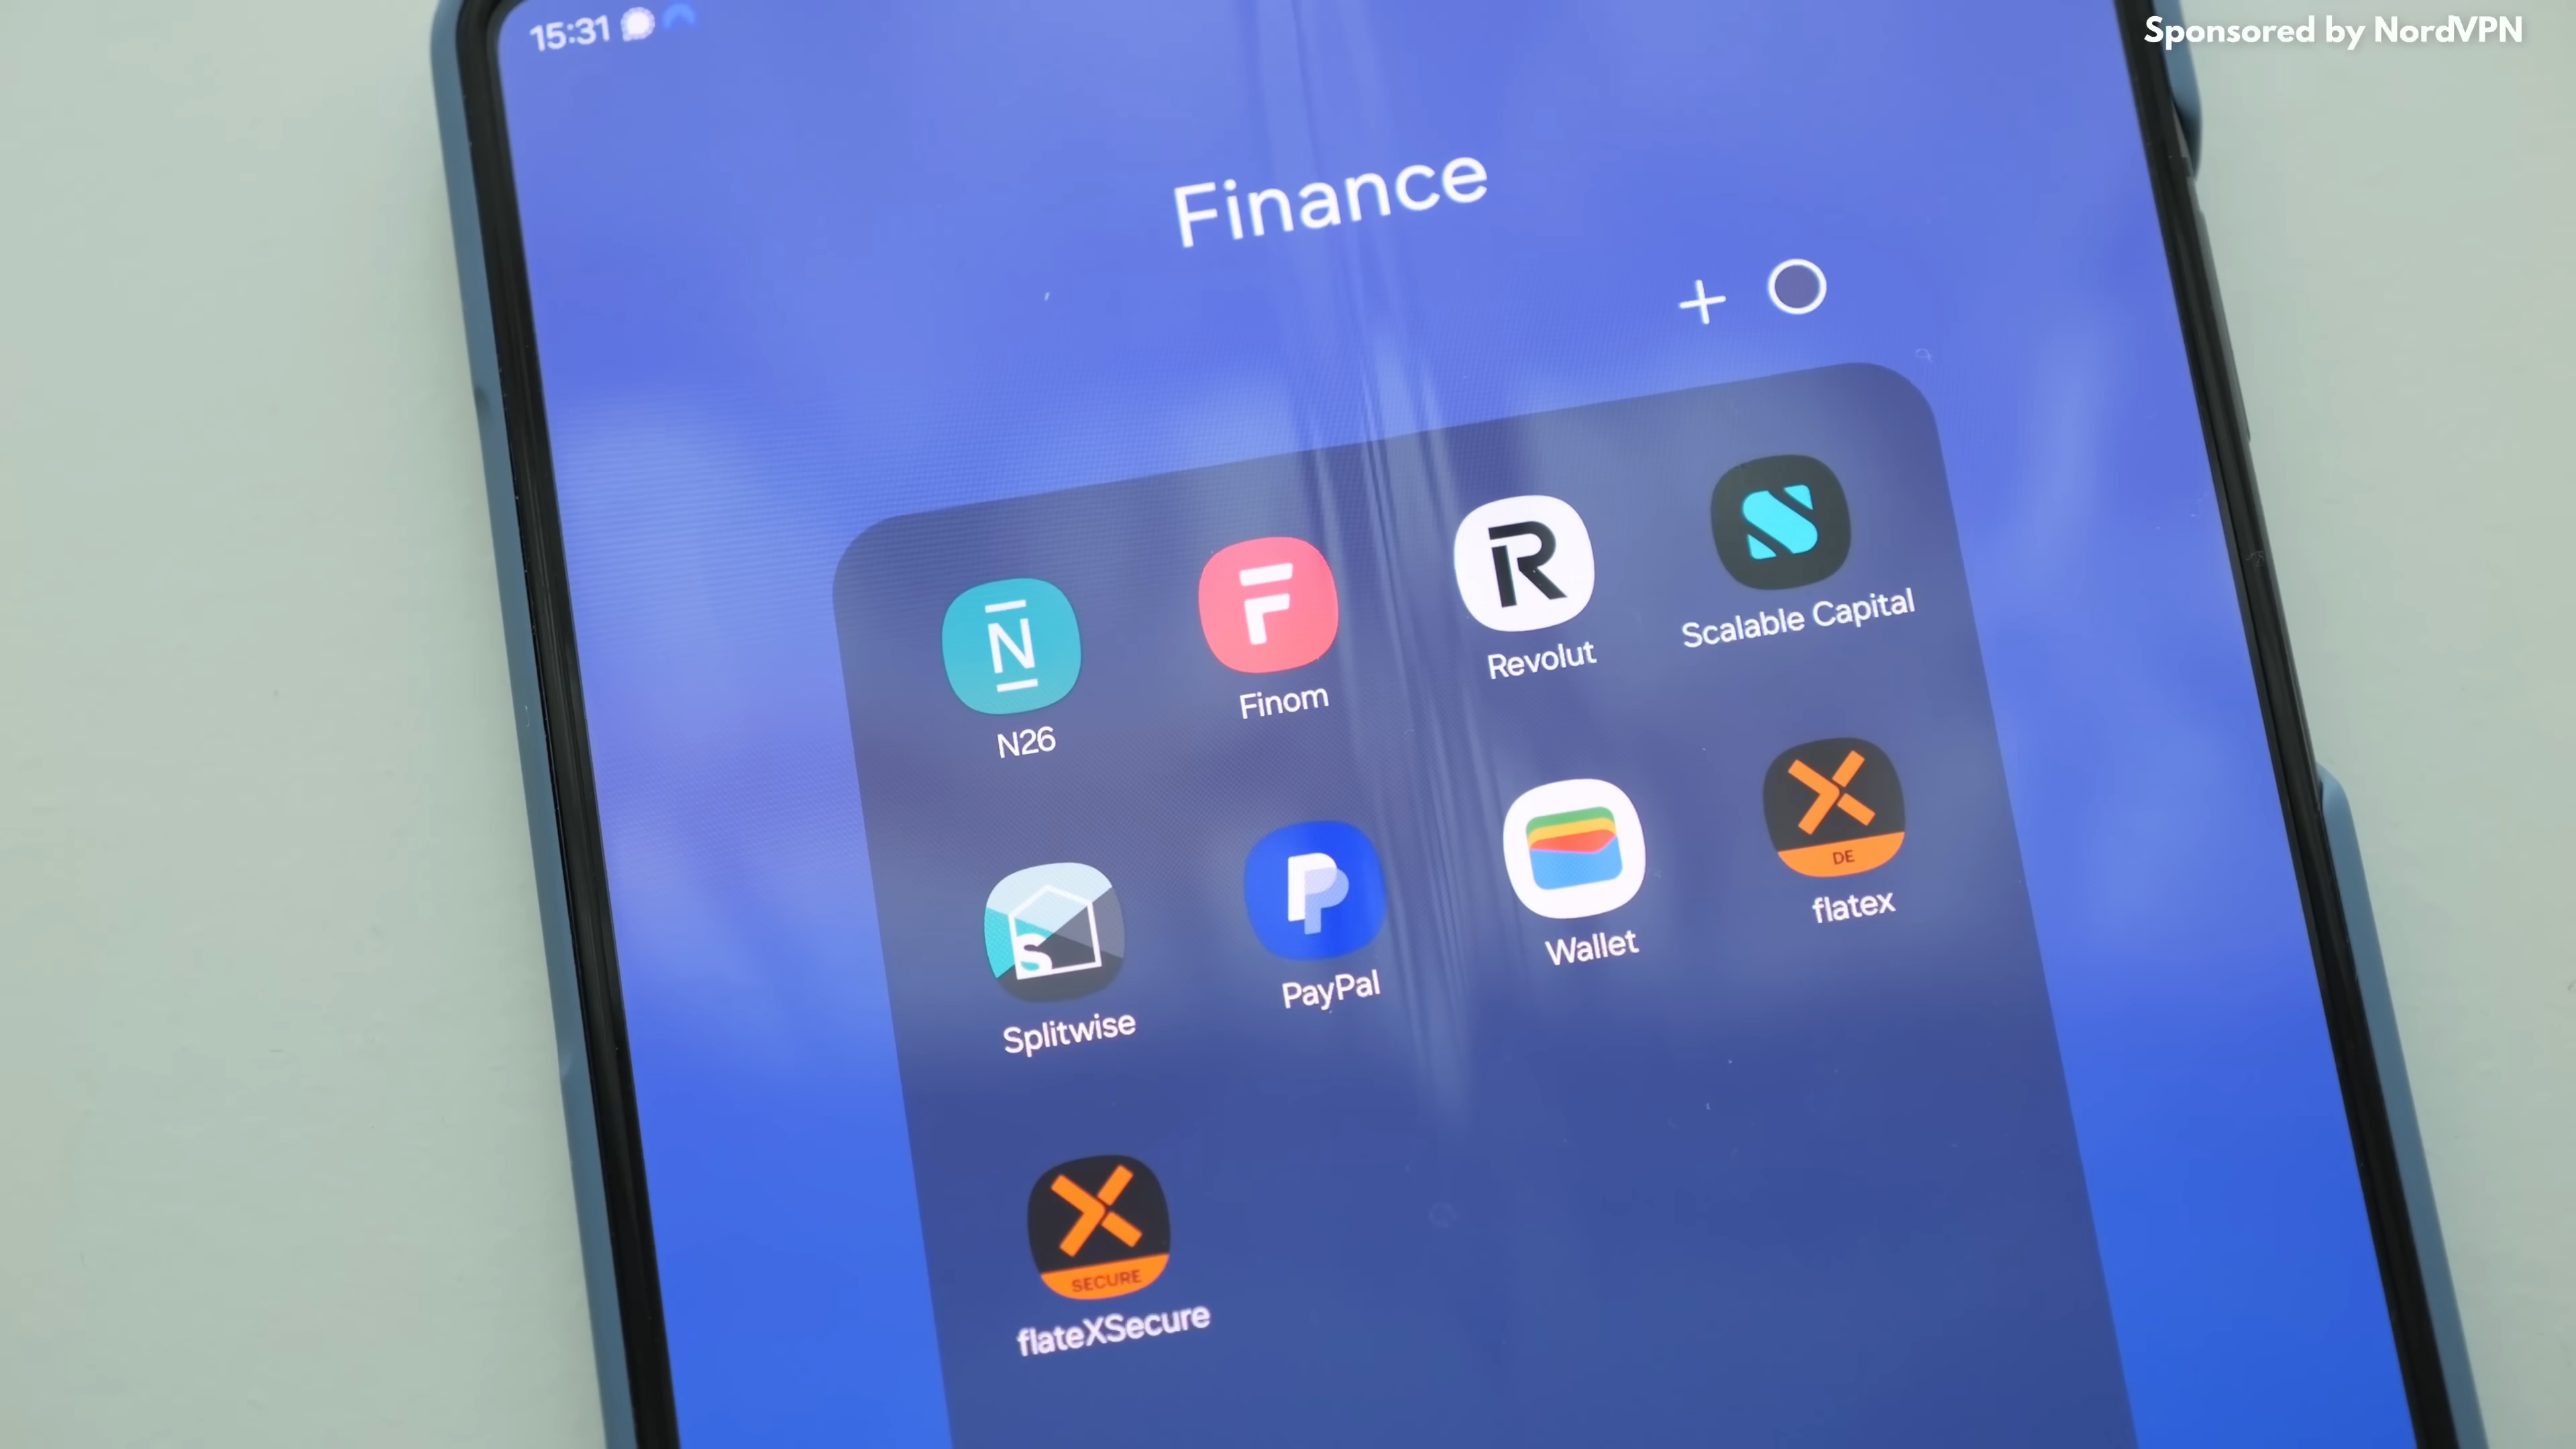 15:31
Sponsored by NordVPN
Finance
N26
Finom
Revolut
Scalable Capital
Splitwise
PayPal
Wallet
DE
flatex
SECURE
flateXSecure